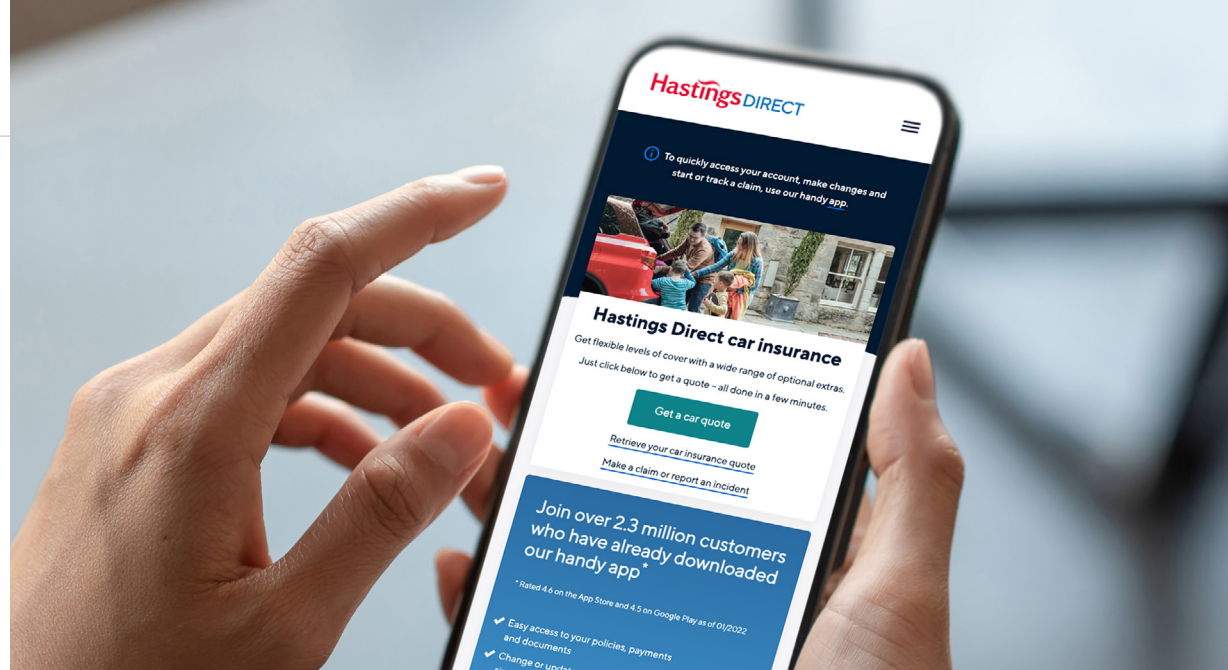 Hastings DIRECT
To quickly access your account, make changes and
start or track a claim, use our handy app.
Hastings Direct car insurance
Get flexible levels of cover with a wide range of optional extras.
Just click below to get a quote – all done in a few minutes.
Get a car quote
Retrieve your car insurance quote
Make a claim or report an incident
Join over 2.3 million customers
who have already downloaded
our handy app*
* Rated 4.6 on the App Store and 4.5 on Google Play as of 01/2022
Easy access to your policies, payments
and documents
Change or